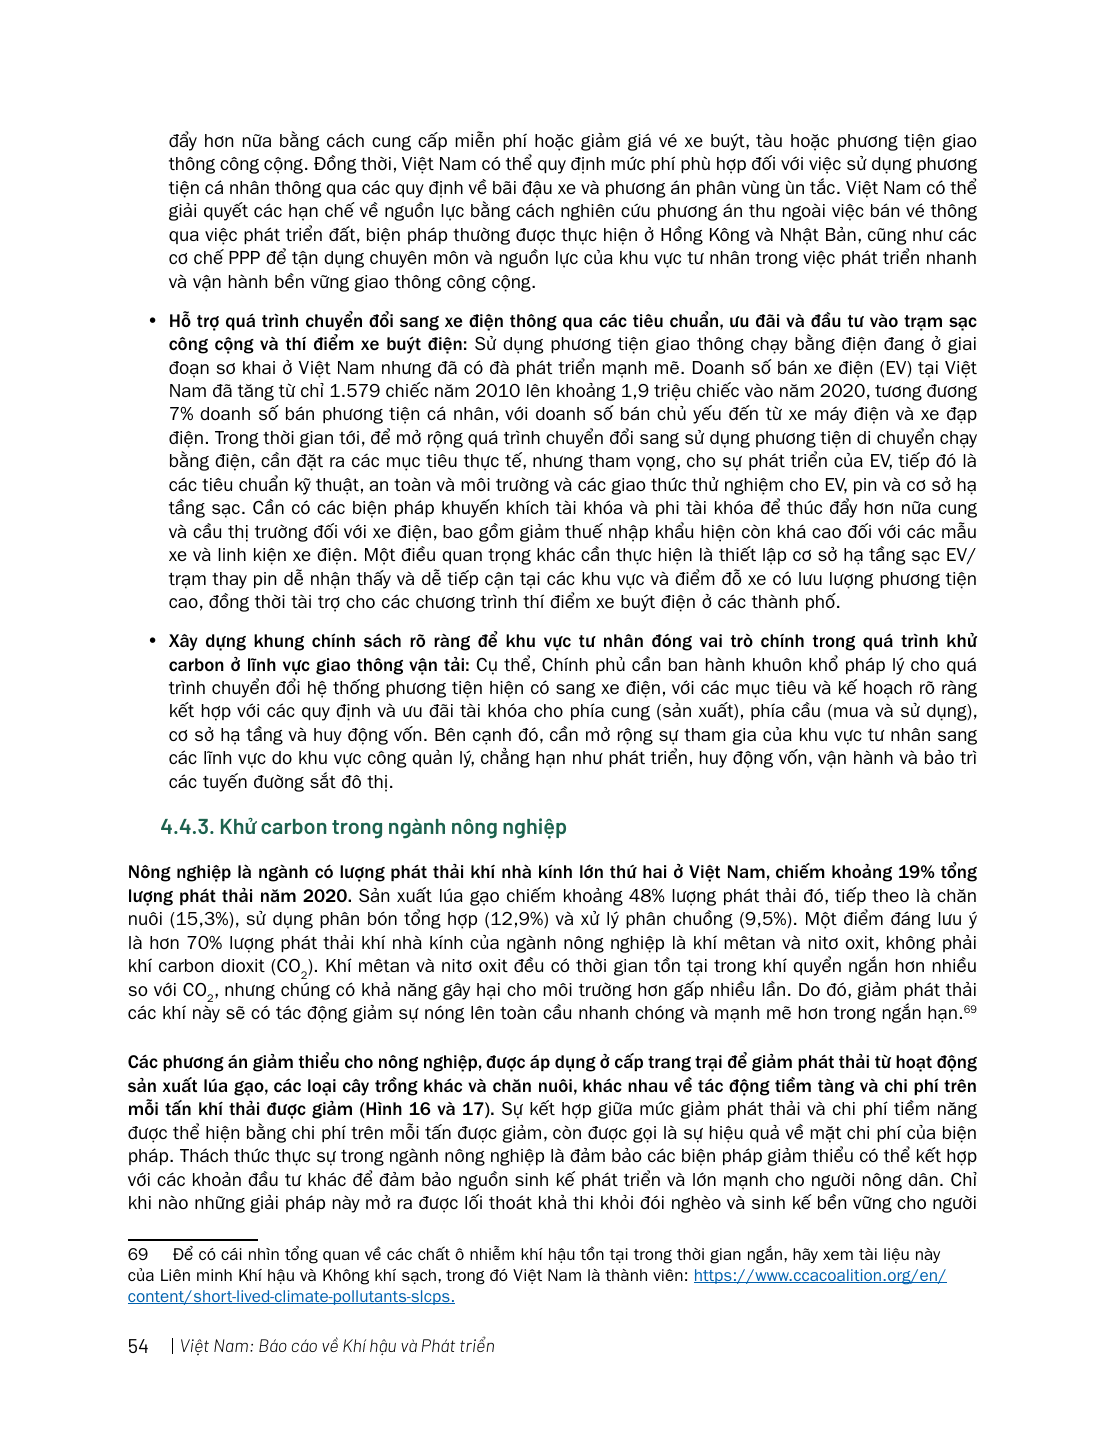 đẩy hơn nữa bằng cách cung cấp miễn phí hoặc giảm giá vé xe buýt, tàu hoặc phương tiện giao
thông công cộng. Đồng thời, Việt Nam có thể quy định mức phí phù hợp đối với việc sử dụng phương
tiện cá nhân thông qua các quy định về bãi đậu xe và phương án phân vùng ùn tắc. Việt Nam có thể
giải quyết các hạn chế về nguồn lực bằng cách nghiên cứu phương án thu ngoài việc bán vé thông
qua việc phát triển đất, biện pháp thường được thực hiện ở Hồng Kông và Nhật Bản, cũng như các
cơ chế PPP để tận dụng chuyên môn và nguồn lực của khu vực tư nhân trong việc phát triển nhanh
và vận hành bền vững giao thông công cộng.
• Hỗ trợ quá trình chuyển đổi sang xe điện thông qua các tiêu chuẩn, ưu đãi và đầu tư vào trạm sạc
công cộng và thí điểm xe buýt điện: Sử dụng phương tiện giao thông chạy bằng điện đang ở giai
đoạn sơ khai ở Việt Nam nhưng đã có đà phát triển mạnh mẽ. Doanh số bán xe điện (EV) tại Việt
Nam đã tăng từ chỉ 1.579 chiếc năm 2010 lên khoảng 1,9 triệu chiếc vào năm 2020, tương đương
7% doanh số bán phương tiện cá nhân, với doanh số bán chủ yếu đến từ xe máy điện và xe đạp
điện. Trong thời gian tới, để mở rộng quá trình chuyển đổi sang sử dụng phương tiện di chuyển chạy
bằng điện, cần đặt ra các mục tiêu thực tế, nhưng tham vọng, cho sự phát triển của EV, tiếp đó là
các tiêu chuẩn kỹ thuật, an toàn và môi trường và các giao thức thử nghiệm cho EV, pin và cơ sở hạ
tầng sạc. Cần có các biện pháp khuyến khích tài khóa và phi tài khóa để thúc đẩy hơn nữa cung
và cầu thị trường đối với xe điện, bao gồm giảm thuế nhập khẩu hiện còn khá cao đối với các mẫu
xe và linh kiện xe điện. Một điều quan trọng khác cần thực hiện là thiết lập cơ sở hạ tầng sạc EV/
trạm thay pin dễ nhận thấy và dễ tiếp cận tại các khu vực và điểm đỗ xe có lưu lượng phương tiện
cao, đồng thời tài trợ cho các chương trình thí điểm xe buýt điện ở các thành phố.
• Xây dựng khung chính sách rõ ràng để khu vực tư nhân đóng vai trò chính trong quá trình khử
carbon ở lĩnh vực giao thông vận tải: Cụ thể, Chính phủ cần ban hành khuôn khổ pháp lý cho quá
trình chuyển đổi hệ thống phương tiện hiện có sang xe điện, với các mục tiêu và kế hoạch rõ ràng
kết hợp với các quy định và ưu đãi tài khóa cho phía cung (sản xuất), phía cầu (mua và sử dụng),
cơ sở hạ tầng và huy động vốn. Bên cạnh đó, cần mở rộng sự tham gia của khu vực tư nhân sang
các lĩnh vực do khu vực công quản lý, chẳng hạn như phát triển, huy động vốn, vận hành và bảo trì
các tuyến đường sắt đô thị.
4.4.3. Khử carbon trong ngành nông nghiệp
Nông nghiệp là ngành có lượng phát thải khí nhà kính lớn thứ hai ở Việt Nam, chiếm khoảng 19% tổng
lượng phát thải năm 2020. Sản xuất lúa gạo chiếm khoảng 48% lượng phát thải đó, tiếp theo là chăn
nuôi (15,3%), sử dụng phân bón tổng hợp (12,9%) và xử lý phân chuồng (9,5%). Một điểm đáng lưu ý
là hơn 70% lượng phát thải khí nhà kính của ngành nông nghiệp là khí mêtan và nitơ oxit, không phải
khí carbon dioxit (CO₂). Khí mêtan và nitơ oxit đều có thời gian tồn tại trong khí quyển ngắn hơn nhiều
so với CO₂, nhưng chúng có khả năng gây hại cho môi trường hơn gấp nhiều lần. Do đó, giảm phát thải
các khí này sẽ có tác động giảm sự nóng lên toàn cầu nhanh chóng và mạnh mẽ hơn trong ngắn hạn.⁶⁹
Các phương án giảm thiểu cho nông nghiệp, được áp dụng ở cấp trang trại để giảm phát thải từ hoạt động
sản xuất lúa gạo, các loại cây trồng khác và chăn nuôi, khác nhau về tác động tiềm tàng và chi phí trên
mỗi tấn khí thải được giảm (Hình 16 và 17). Sự kết hợp giữa mức giảm phát thải và chi phí tiềm năng
được thể hiện bằng chi phí trên mỗi tấn được giảm, còn được gọi là sự hiệu quả về mặt chi phí của biện
pháp. Thách thức thực sự trong ngành nông nghiệp là đảm bảo các biện pháp giảm thiểu có thể kết hợp
với các khoản đầu tư khác để đảm bảo nguồn sinh kế phát triển và lớn mạnh cho người nông dân. Chỉ
khi nào những giải pháp này mở ra được lối thoát khả thi khỏi đói nghèo và sinh kế bền vững cho người
69 Để có cái nhìn tổng quan về các chất ô nhiễm khí hậu tồn tại trong thời gian ngắn, hãy xem tài liệu này
của Liên minh Khí hậu và Không khí sạch, trong đó Việt Nam là thành viên: https://www.ccacoalition.org/en/
content/short-lived-climate-pollutants-slcps.
54 | Việt Nam: Báo cáo về Khí hậu và Phát triển